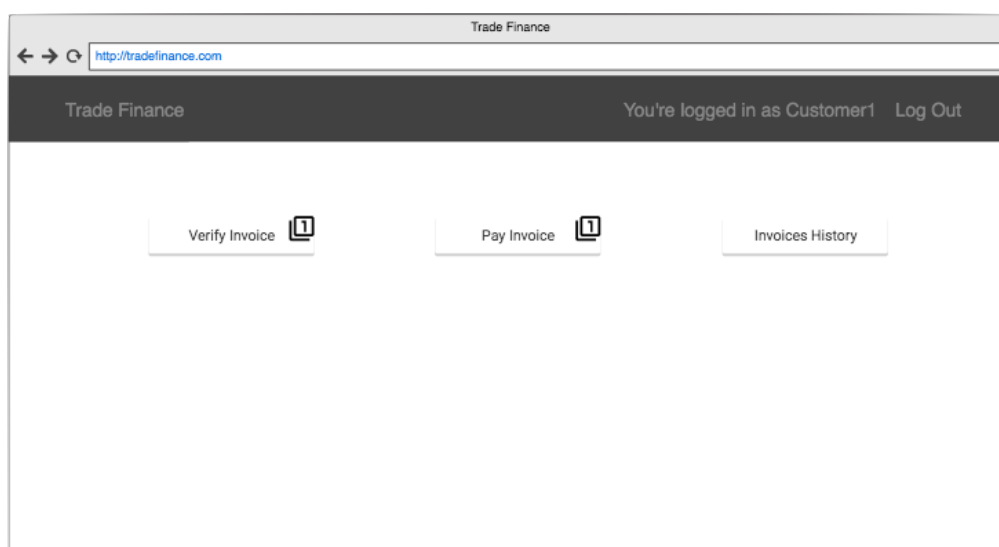 Trade Finance
http://tradefinance.com
Trade Finance You're logged in as Customer1 Log Out
Verify Invoice 1 Pay Invoice 1 Invoices History